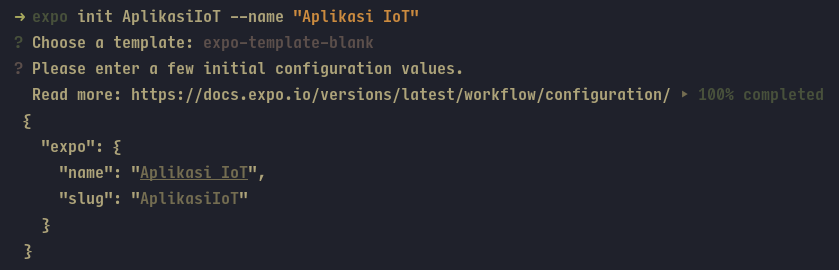 ➜ expo init AplikasiIoT --name "Aplikasi IoT"
? Choose a template: expo-template-blank
? Please enter a few initial configuration values.
Read more: https://docs.expo.io/versions/latest/workflow/configuration/ ‣ 100% completed
{
"expo": {
"name": "Aplikasi IoT",
"slug": "AplikasiIoT"
}
}